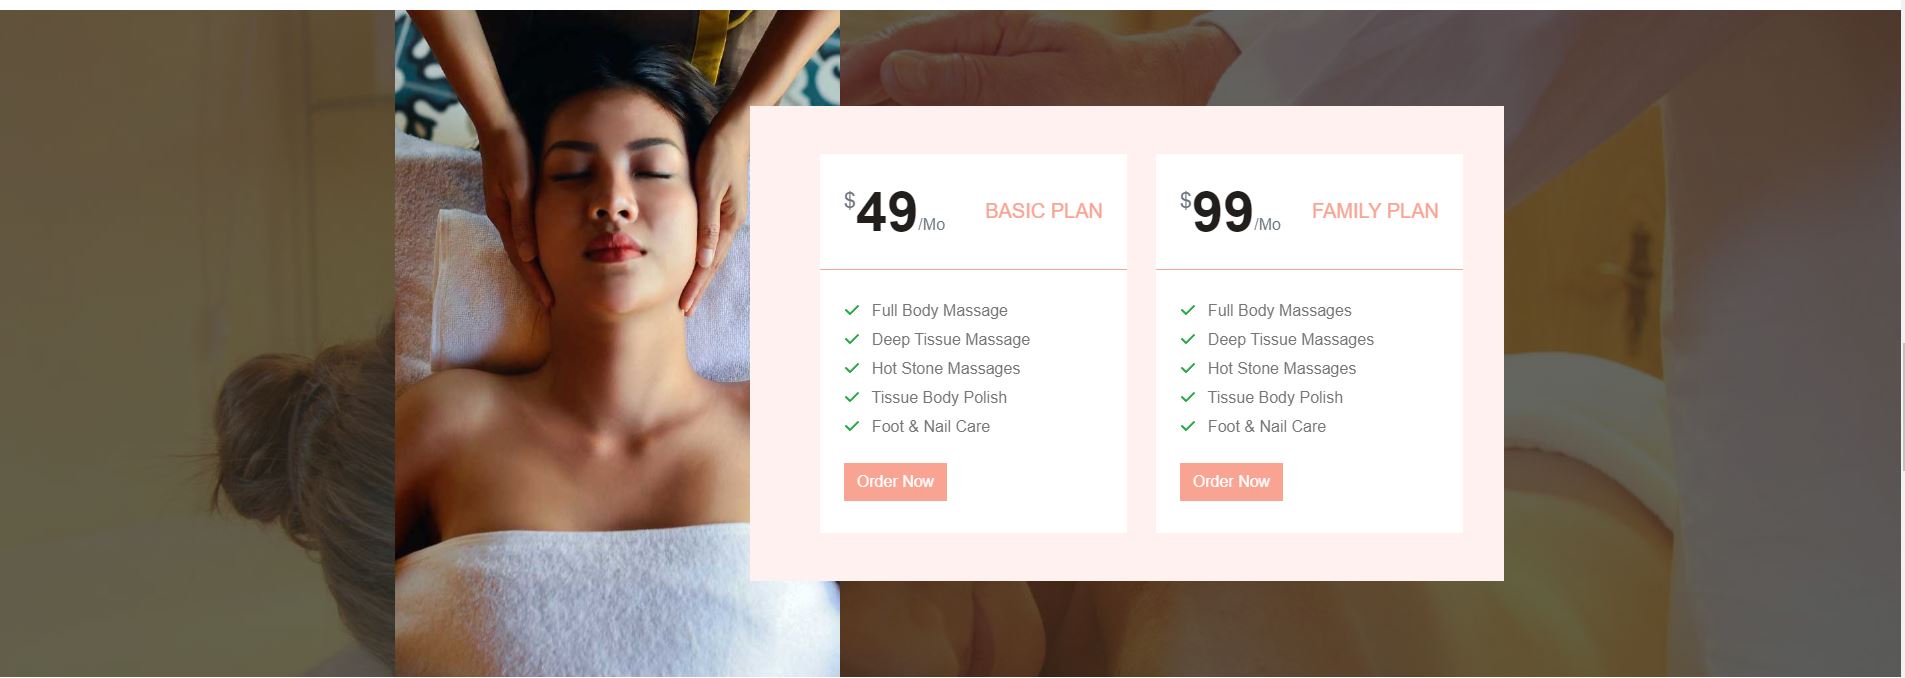 $49/Mo BASIC PLAN
Full Body Massage
Deep Tissue Massage
Hot Stone Massages
Tissue Body Polish
Foot & Nail Care
Order Now
$99/Mo FAMILY PLAN
Full Body Massages
Deep Tissue Massages
Hot Stone Massages
Tissue Body Polish
Foot & Nail Care
Order Now